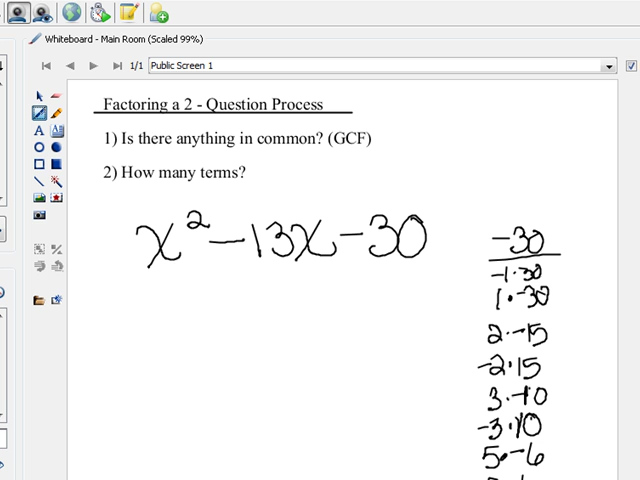 Whiteboard - Main Room (Scaled 99%)
1/1 Public Screen 1
Factoring a 2 - Question Process
1) Is there anything in common? (GCF)
2) How many terms?
x² - 13x - 30
-30
-1·30
1·-30
2·-15
-2·15
3·-10
-3·10
5·-6